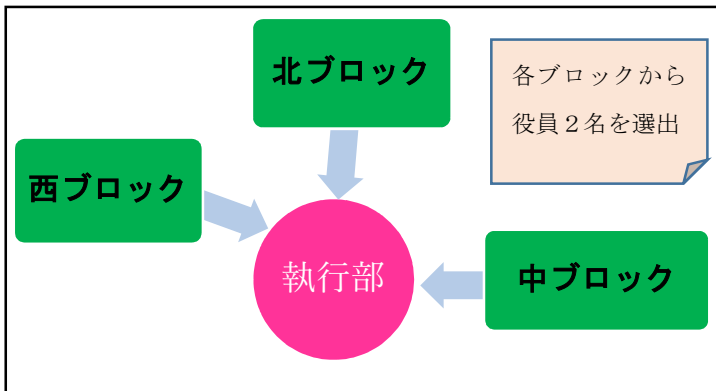 北ブロック
各ブロックから
役員２名を選出
西ブロック
執行部
中ブロック